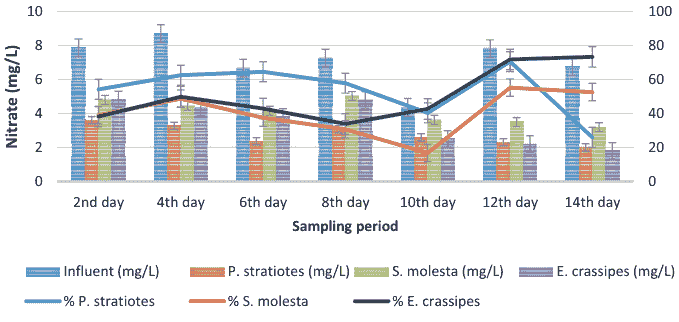 10
8
6
4
2
0
Nitrate (mg/L)
100
80
60
40
20
0
2nd day 4th day 6th day 8th day 10th day 12th day 14th day
Sampling period
Influent (mg/L) P. stratiotes (mg/L) S. molesta (mg/L) E. crassipes (mg/L)
% P. stratiotes % S. molesta % E. crassipes